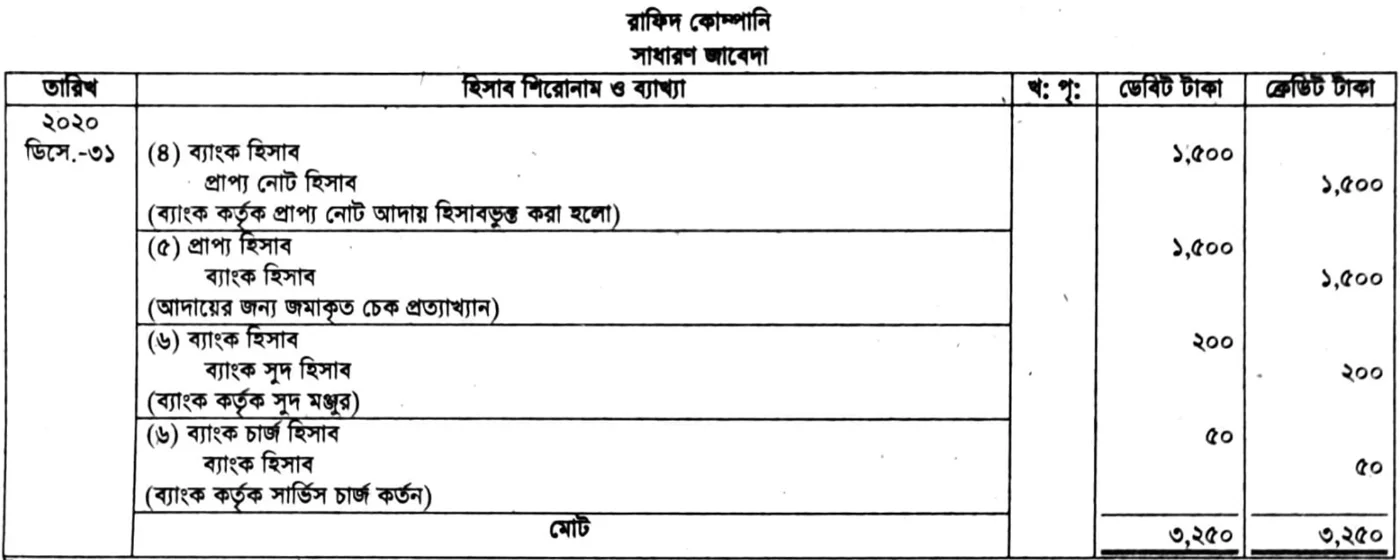 রাফিদ কোম্পানি
সাধারণ জাবেদা
তারিখ হিসাব শিরোনাম ও ব্যাখ্যা খ: পৃ: ডেবিট টাকা ক্রেডিট টাকা
২০২০
ডিসে.-৩১ (৪) ব্যাংক হিসাব ১,৫০০
প্রাপ্য নোট হিসাব ১,৫০০
(ব্যাংক কর্তৃক প্রাপ্য নোট আদায় হিসাবভুক্ত করা হলো)
(৫) প্রাপ্য হিসাব ১,৫০০
ব্যাংক হিসাব ১,৫০০
(আদায়ের জন্য জমাকৃত চেক প্রত্যাখ্যান)
(৬) ব্যাংক হিসাব ২০০
ব্যাংক সুদ হিসাব ২০০
(ব্যাংক কর্তৃক সুদ মঞ্জুর)
(৬) ব্যাংক চার্জ হিসাব ৫০
ব্যাংক হিসাব ৫০
(ব্যাংক কর্তৃক সার্ভিস চার্জ কর্তন)
মোট ৩,২৫০ ৩,২৫০